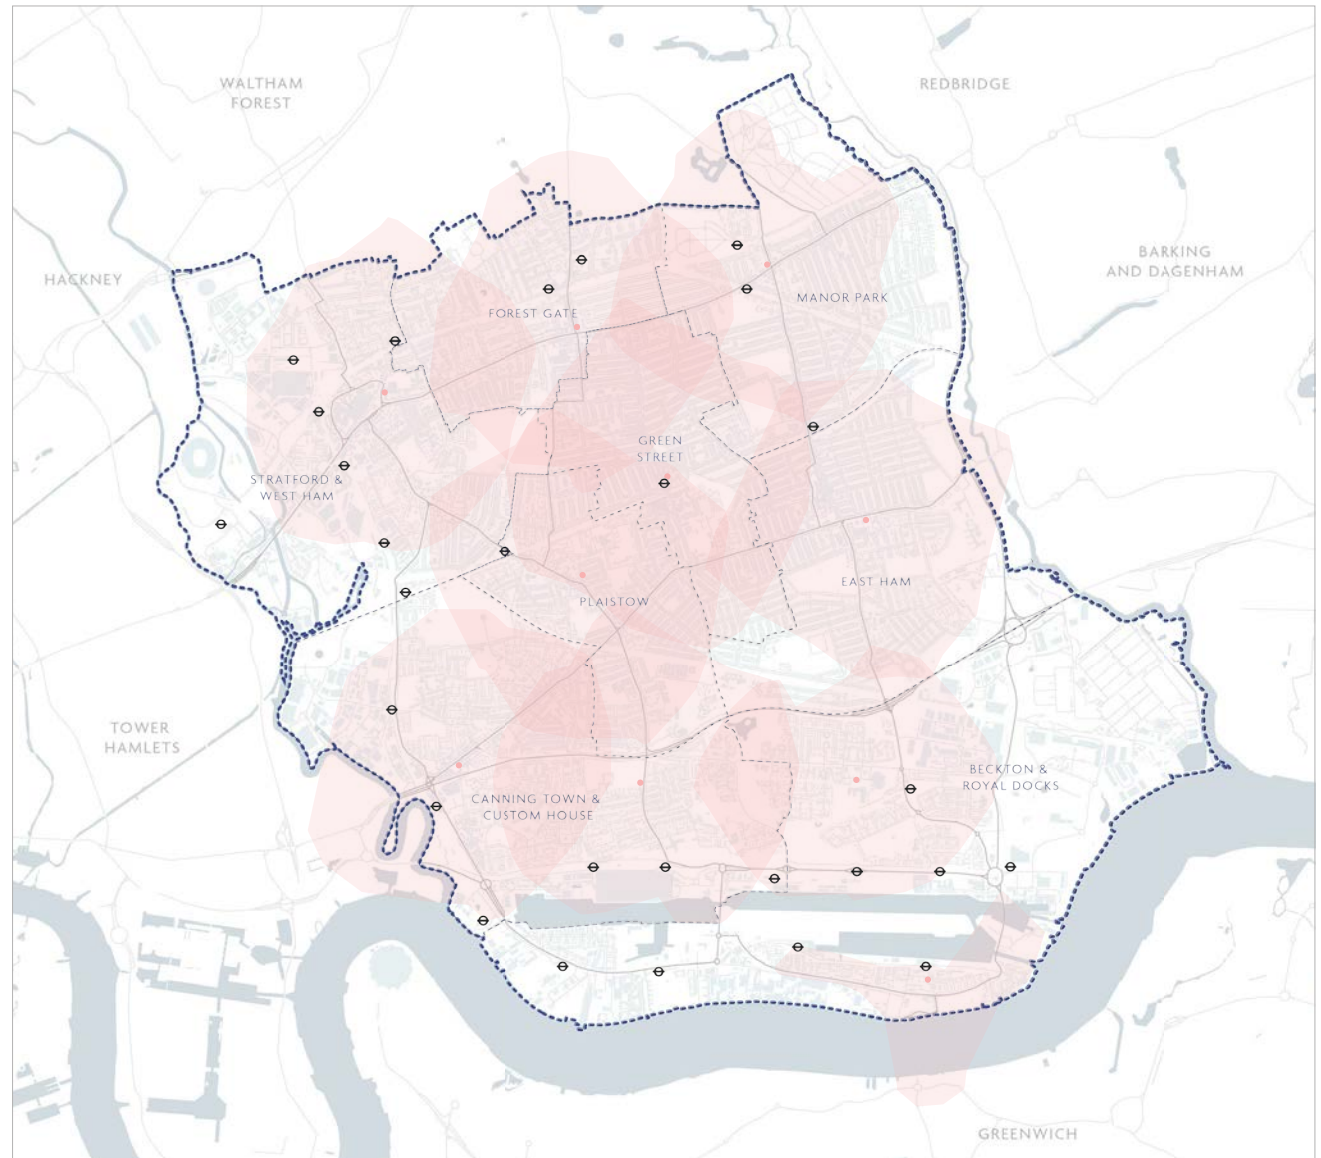 WALTHAM
FOREST
REDBRIDGE
HACKNEY
BARKING
AND DAGENHAM
MANOR PARK
FOREST GATE
GREEN
STREET
STRATFORD &
WEST HAM
EAST HAM
PLAISTOW
TOWER
HAMLETS
BECKTON &
ROYAL DOCKS
CANNING TOWN &
CUSTOM HOUSE
GREENWICH